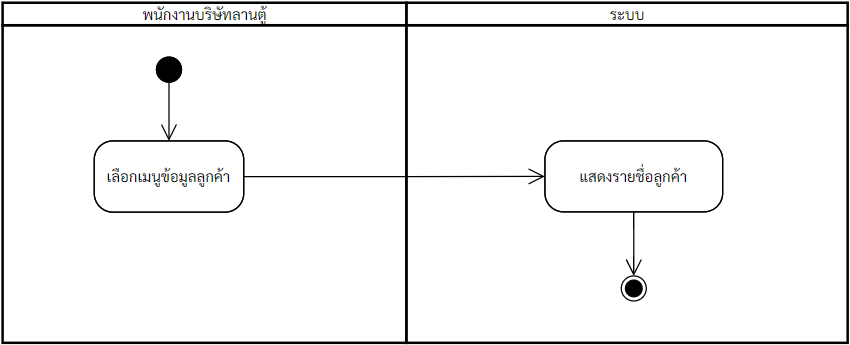 พนักงานบริษัทลานตู้
ระบบ
เลือกเมนูข้อมูลลูกค้า
แสดงรายชื่อลูกค้า